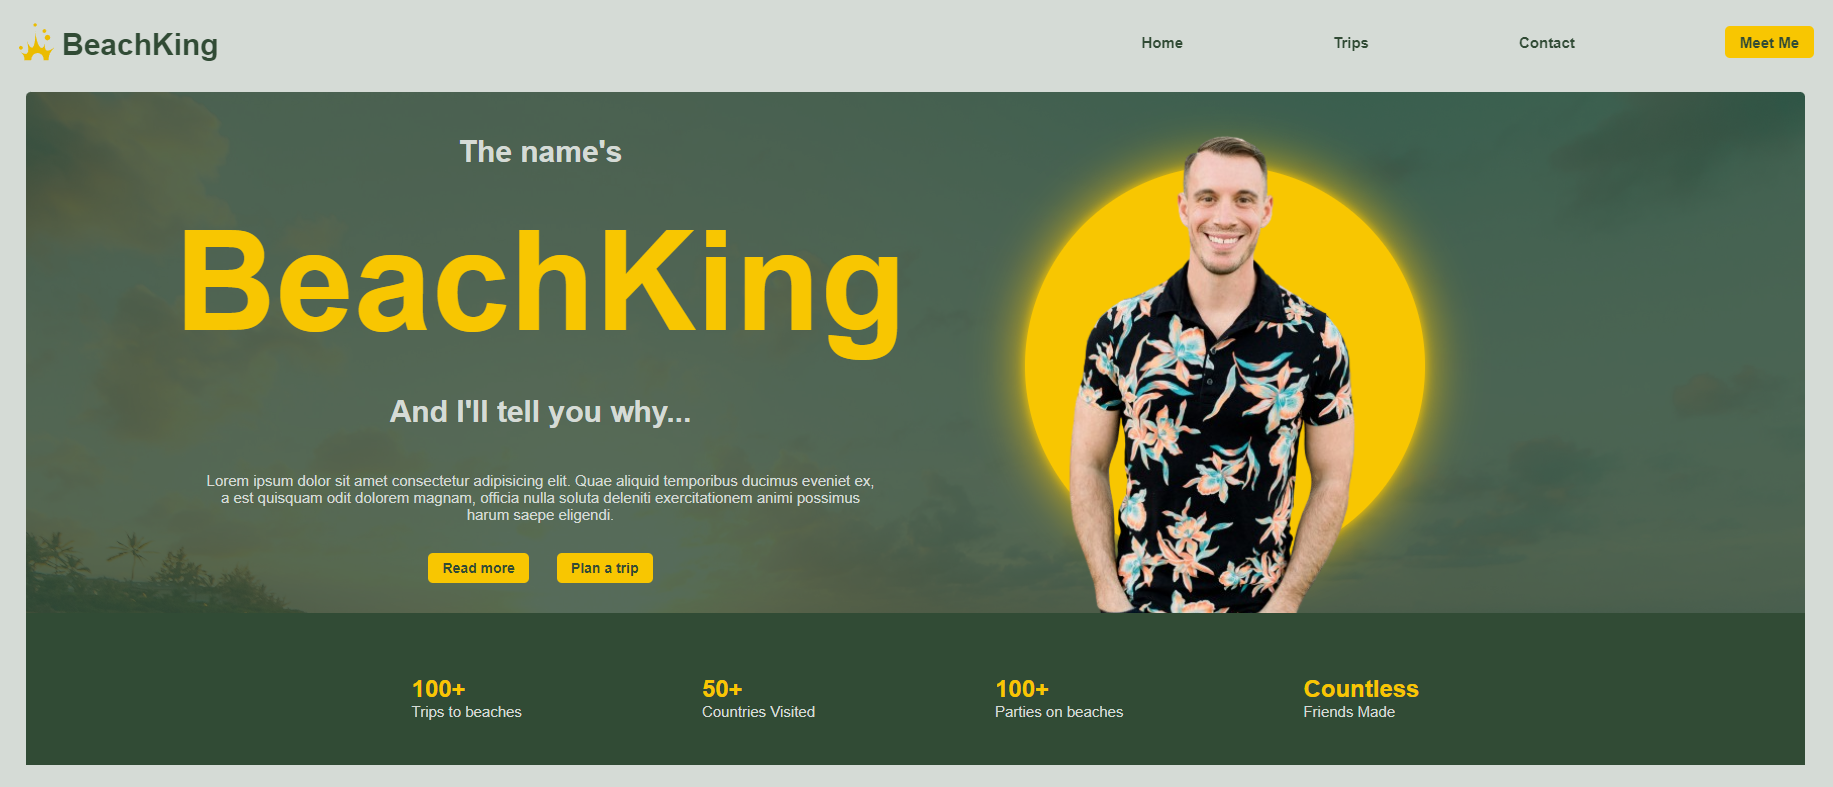 BeachKing
Home
Trips
Contact
Meet Me
The name's
BeachKing
And I'll tell you why...
Lorem ipsum dolor sit amet consectetur adipisicing elit. Quae aliquid temporibus ducimus eveniet ex,
a est quisquam odit dolorem magnam, officia nulla soluta deleniti exercitationem animi possimus
harum saepe eligendi.
Read more
Plan a trip
100+
Trips to beaches
50+
Countries Visited
100+
Parties on beaches
Countless
Friends Made